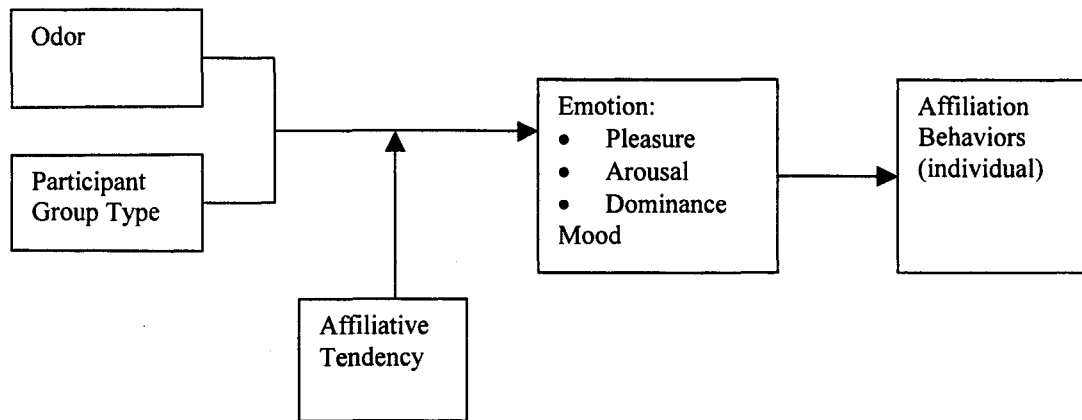 Odor
Participant
Group Type
Affiliative
Tendency
Emotion:
• Pleasure
• Arousal
• Dominance
Mood
Affiliation
Behaviors
(individual)